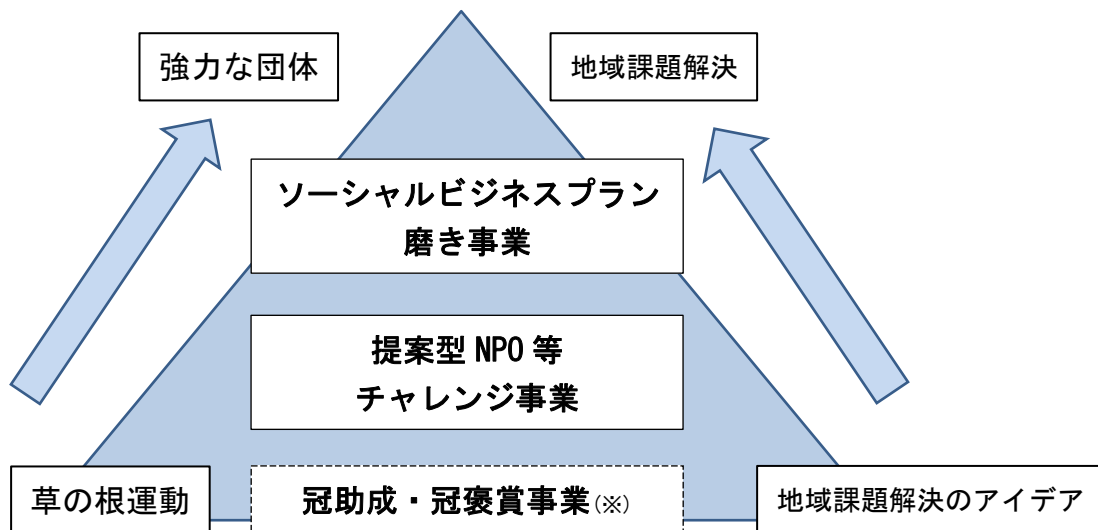 強力な団体
地域課題解決
ソーシャルビジネスプラン
磨き事業
提案型 NPO 等
チャレンジ事業
草の根運動
冠助成・冠褒賞事業(※)
地域課題解決のアイデア